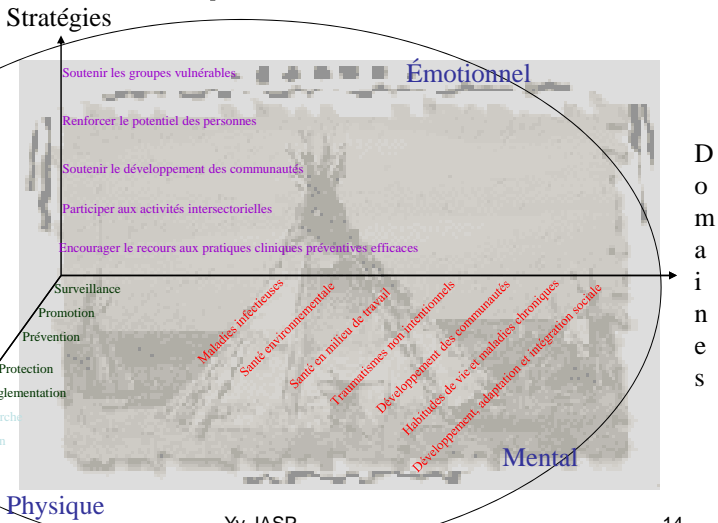 Stratégies
Soutenir les groupes vulnérables
Émotionnel
Renforcer le potentiel des personnes
Soutenir le développement des communautés
Participer aux activités intersectorielles
Encourager le recours aux pratiques cliniques préventives efficaces
Domaines
Surveillance
Promotion
Prévention
Protection
glementation
rche
n
Maladies infectieuses
Santé environnementale
Santé en milieu de travail
Traumatismes non intentionnels
Développement des communautés
Habitudes de vie et maladies chroniques
Développement, adaptation et intégration sociale
Mental
Physique